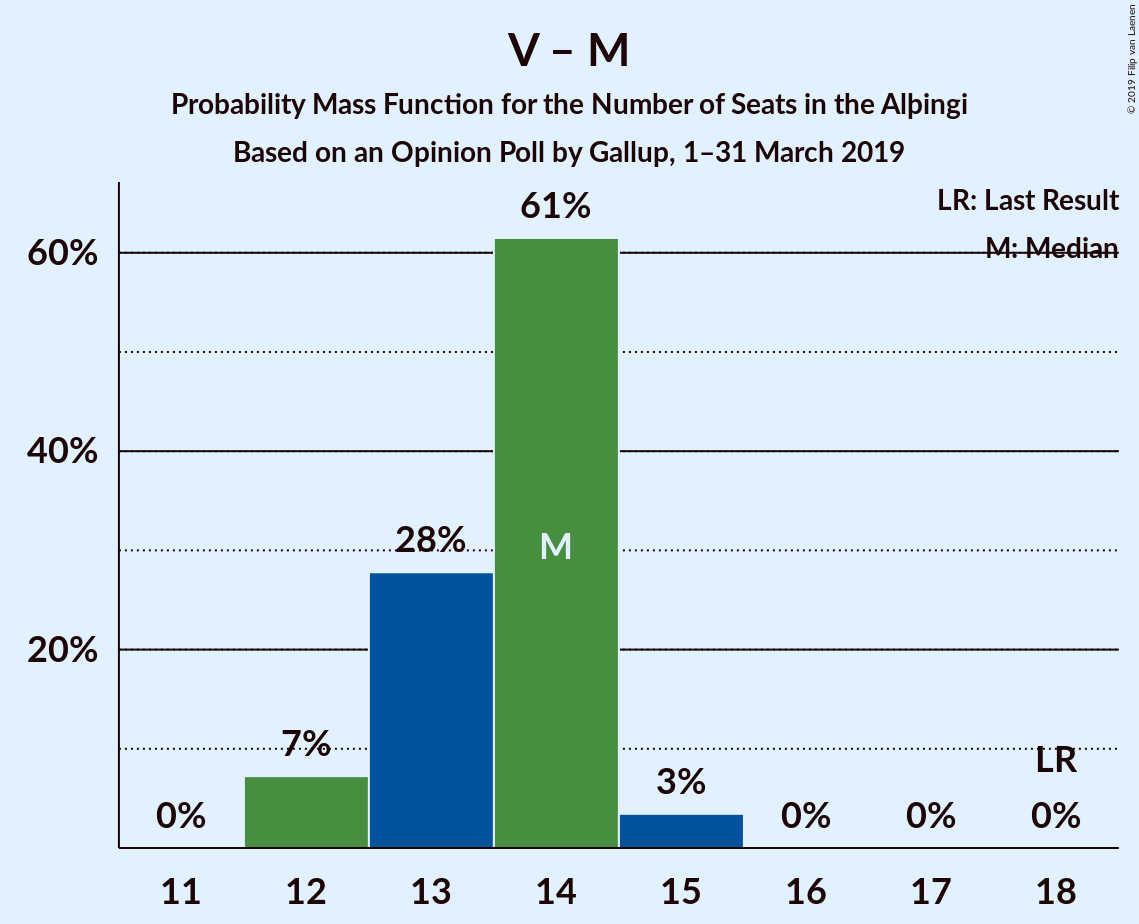 V – M
Probability Mass Function for the Number of Seats in the Alþingi
Based on an Opinion Poll by Gallup, 1–31 March 2019
© 2019 Filip van Laenen
LR: Last Result
M: Median
61%
60%
40%
28%
M
20%
7%
3%
LR
0%
0%
0%
0%
11
12
13
14
15
16
17
18